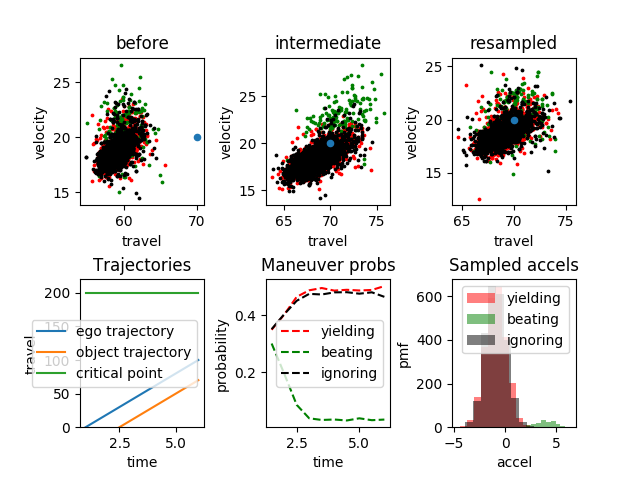 before
intermediate
resampled
velocity
25
20
15
60
70
travel
velocity
25
20
15
65
70
75
travel
velocity
25
20
15
65
70
75
travel
Trajectories
Maneuver probs
Sampled accels
travel
200
150
100
50
0
2.5
5.0
time
ego trajectory
object trajectory
critical point
probability
0.4
0.2
2.5
5.0
time
yielding
beating
ignoring
pmf
600
400
200
0
-5
0
5
accel
yielding
beating
ignoring